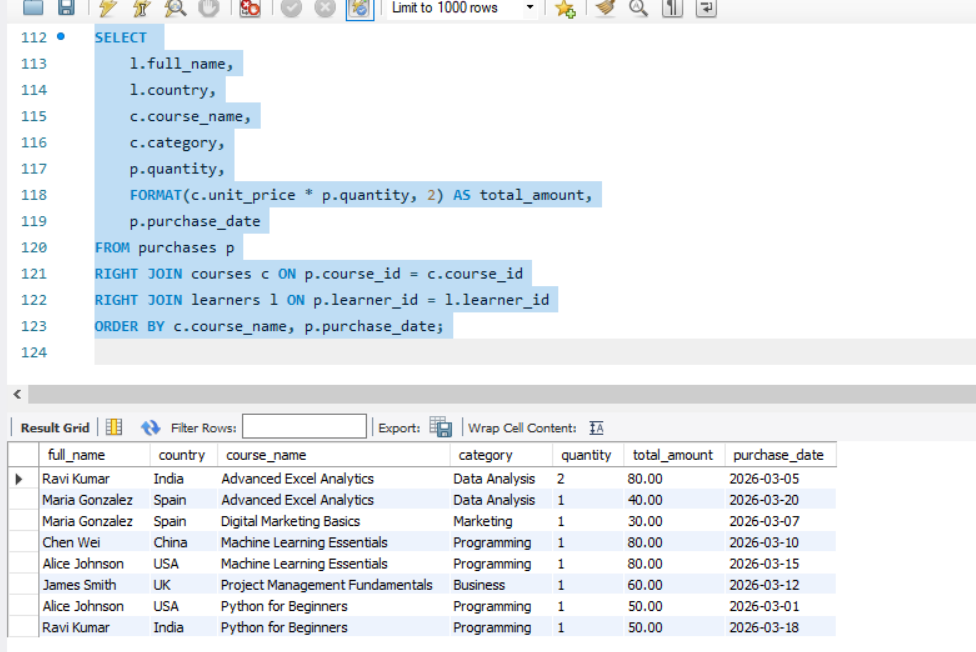 Limit to 1000 rows
112 SELECT
113 l.full_name,
114 l.country,
115 c.course_name,
116 c.category,
117 p.quantity,
118 FORMAT(c.unit_price * p.quantity, 2) AS total_amount,
119 p.purchase_date
120 FROM purchases p
121 RIGHT JOIN courses c ON p.course_id = c.course_id
122 RIGHT JOIN learners l ON p.learner_id = l.learner_id
123 ORDER BY c.course_name, p.purchase_date;
124
Result Grid Filter Rows: Export: Wrap Cell Content: IA
full_name country course_name category quantity total_amount purchase_date
Ravi Kumar India Advanced Excel Analytics Data Analysis 2 80.00 2026-03-05
Maria Gonzalez Spain Advanced Excel Analytics Data Analysis 1 40.00 2026-03-20
Maria Gonzalez Spain Digital Marketing Basics Marketing 1 30.00 2026-03-07
Chen Wei China Machine Learning Essentials Programming 1 80.00 2026-03-10
Alice Johnson USA Machine Learning Essentials Programming 1 80.00 2026-03-15
James Smith UK Project Management Fundamentals Business 1 60.00 2026-03-12
Alice Johnson USA Python for Beginners Programming 1 50.00 2026-03-01
Ravi Kumar India Python for Beginners Programming 1 50.00 2026-03-18